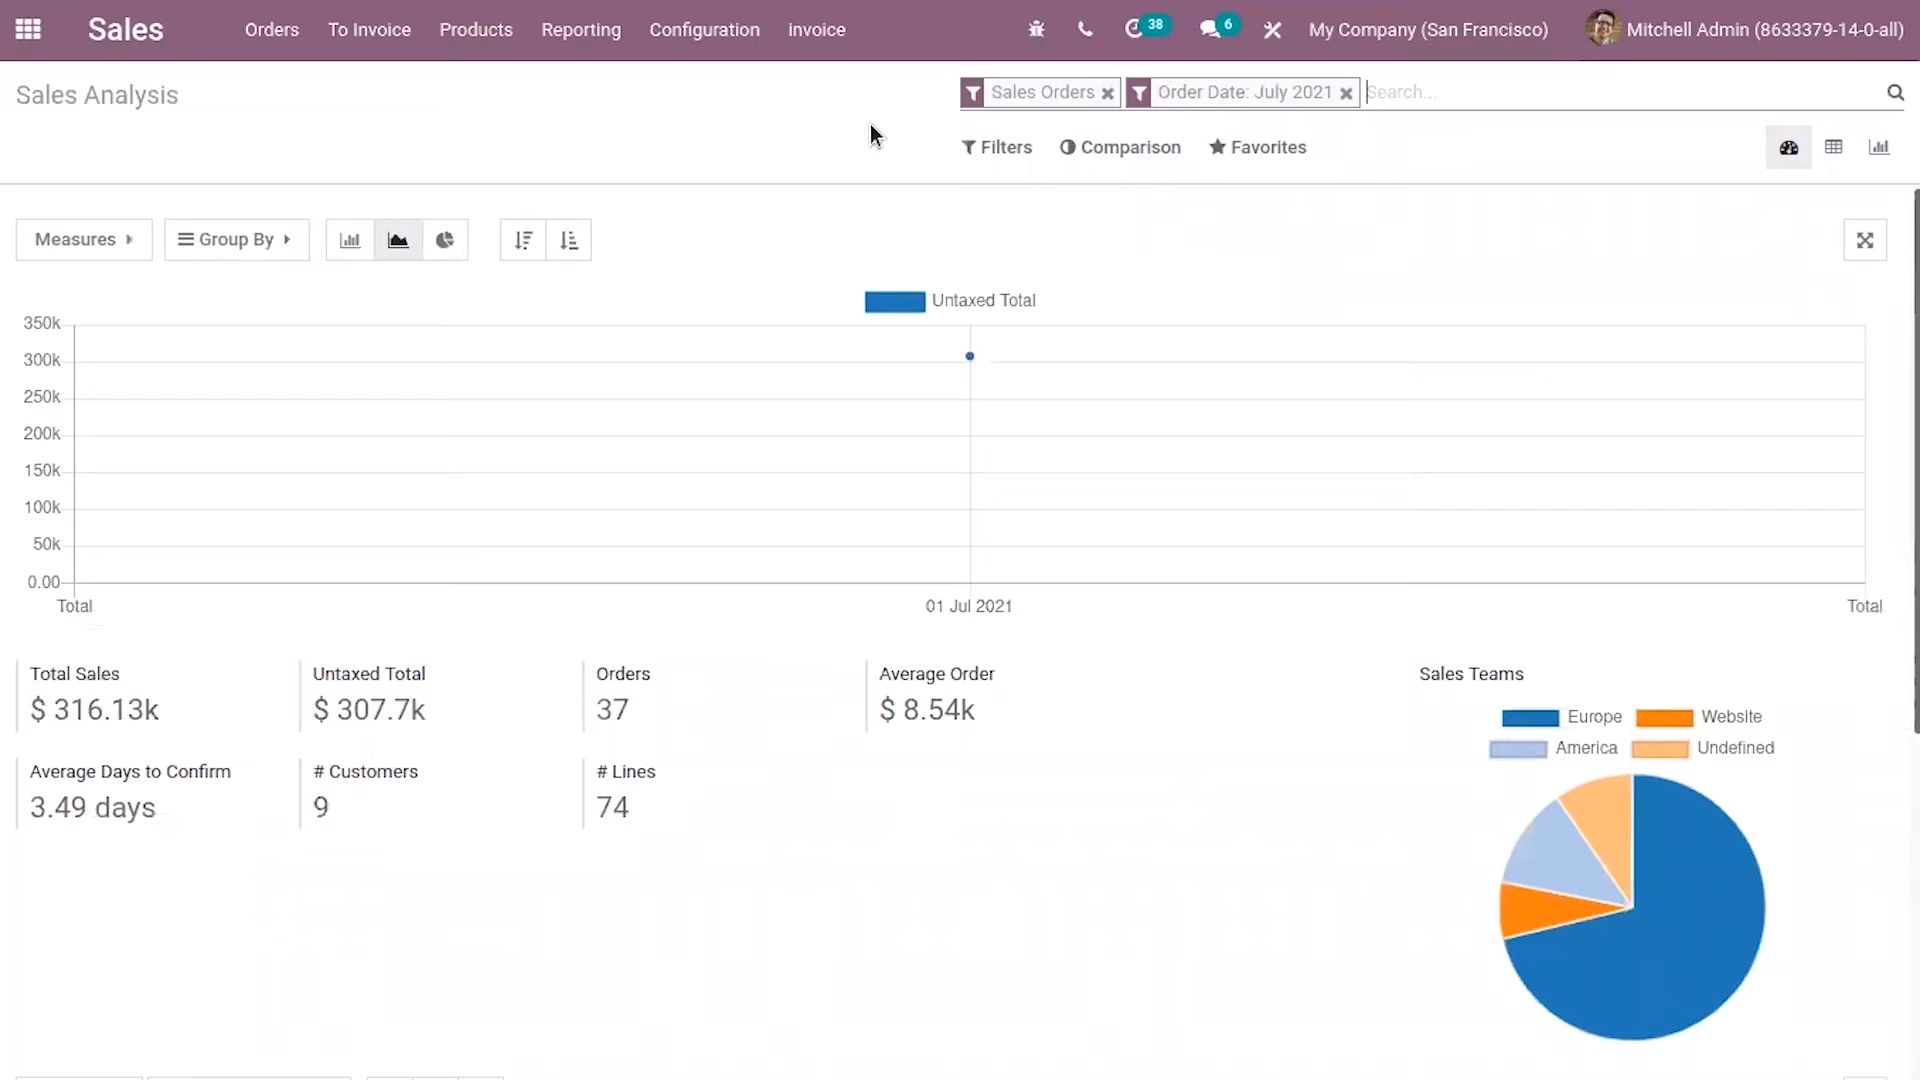 Sales Orders To Invoice Products Reporting Configuration Invoice 38 6 My Company (San Francisco) Mitchell Admin (8633379-14-0-all)
Sales Analysis
Sales Orders Order Date: July 2021 Search...
Filters Comparison Favorites
Measures Group By
Untaxed Total
350k
300k
250k
200k
150k
100k
50k
0.00
Total 01 Jul 2021 Total
Total Sales Untaxed Total Orders Average Order
$ 316.13k $ 307.7k 37 $ 8.54k
Average Days to Confirm # Customers # Lines
3.49 days 9 74
Sales Teams
Europe Website
America Undefined